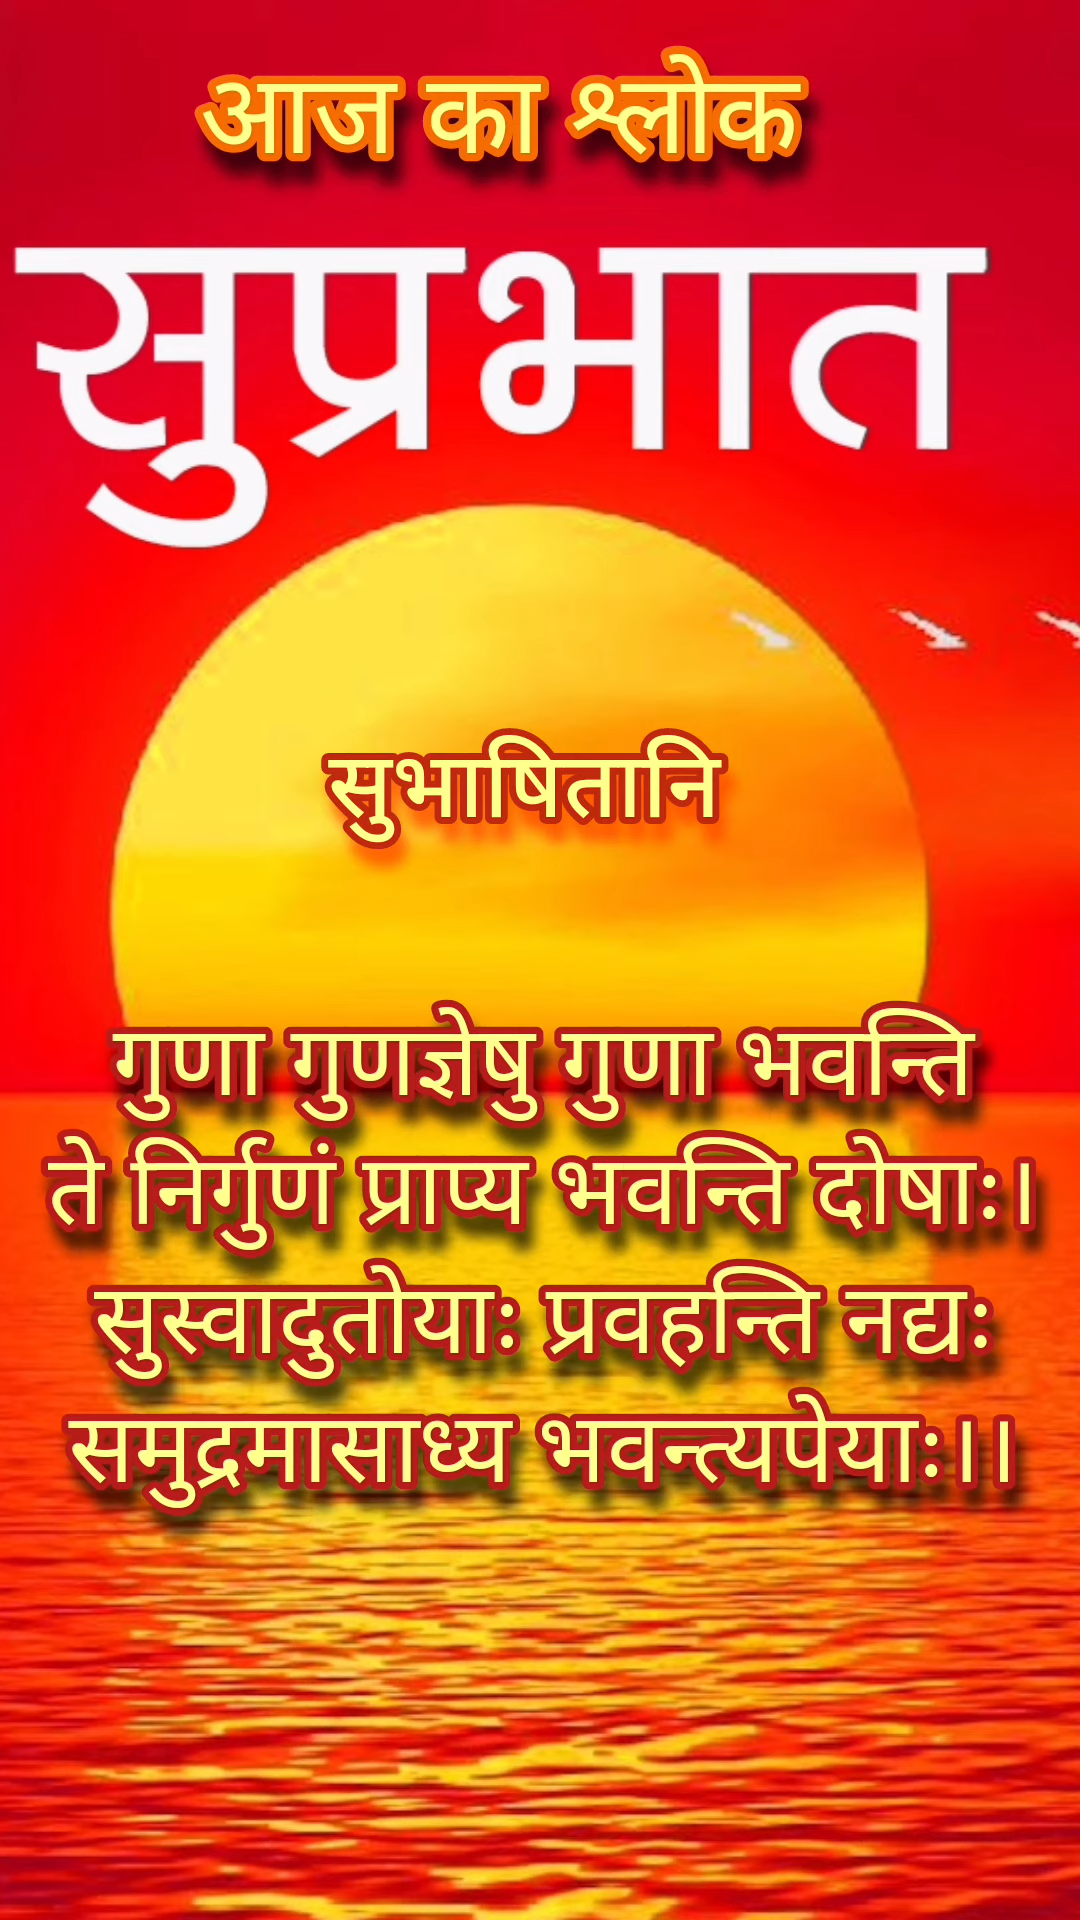 आज का श्लोक
सुप्रभात
सुभाषितानि
गुणा गुणज्ञेषु गुणा भवन्ति
ते निर्गुणं प्राप्य भवन्ति दोषाः।
सुस्वादुतोयाः प्रवहन्ति नद्यः
समुद्रमासाध्य भवन्त्यपेयाः।।